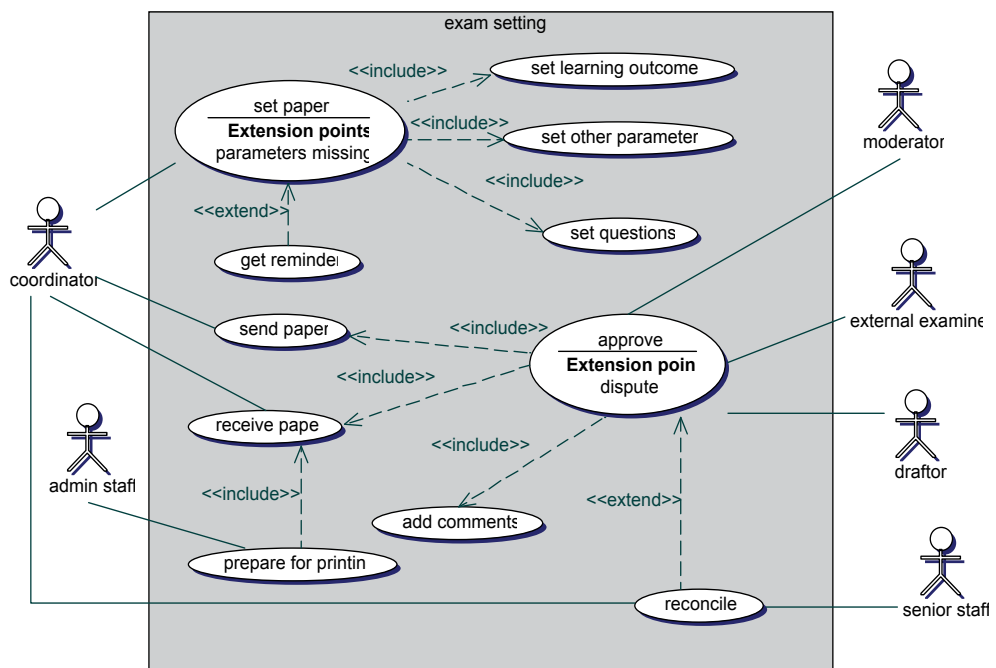 exam setting
<<include>>
set learning outcome
set paper
Extension points
parameters missing
<<include>>
set other parameter
moderator
<<include>>
<<extend>>
set questions
get reminder
coordinator
send paper
<<include>>
external examine
approve
Extension poin
dispute
<<include>>
receive pape
<<include>>
draftor
admin staff
<<include>>
<<extend>>
add comments
prepare for printin
reconcile
senior staff